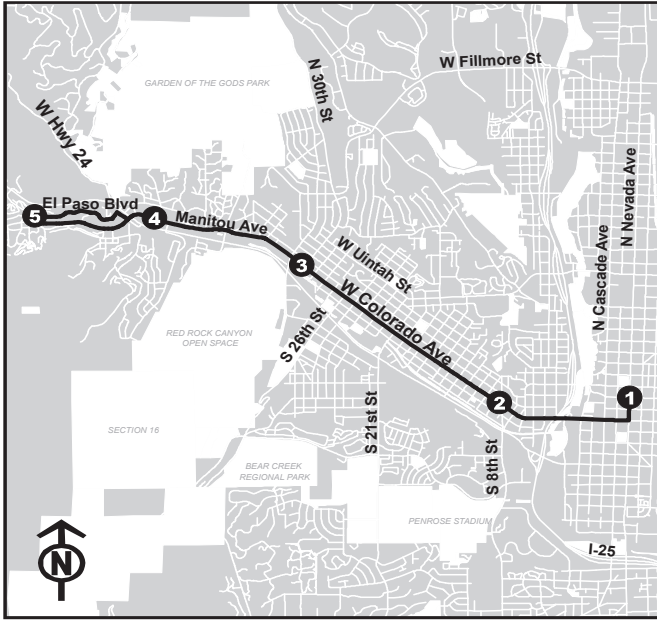 W Fillmore St
GARDEN OF THE GODS PARK
N 30th St
W Hwy 24
N Nevada Ave
El Paso Blvd
5
4
Manitou Ave
3
W Uintah St
N Cascade Ave
W Colorado Ave
RED ROCK CANYON
OPEN SPACE
S 26th St
1
2
S 21st St
SECTION 16
S 8th St
BEAR CREEK
REGIONAL PARK
PENROSE STADIUM
I-25
N